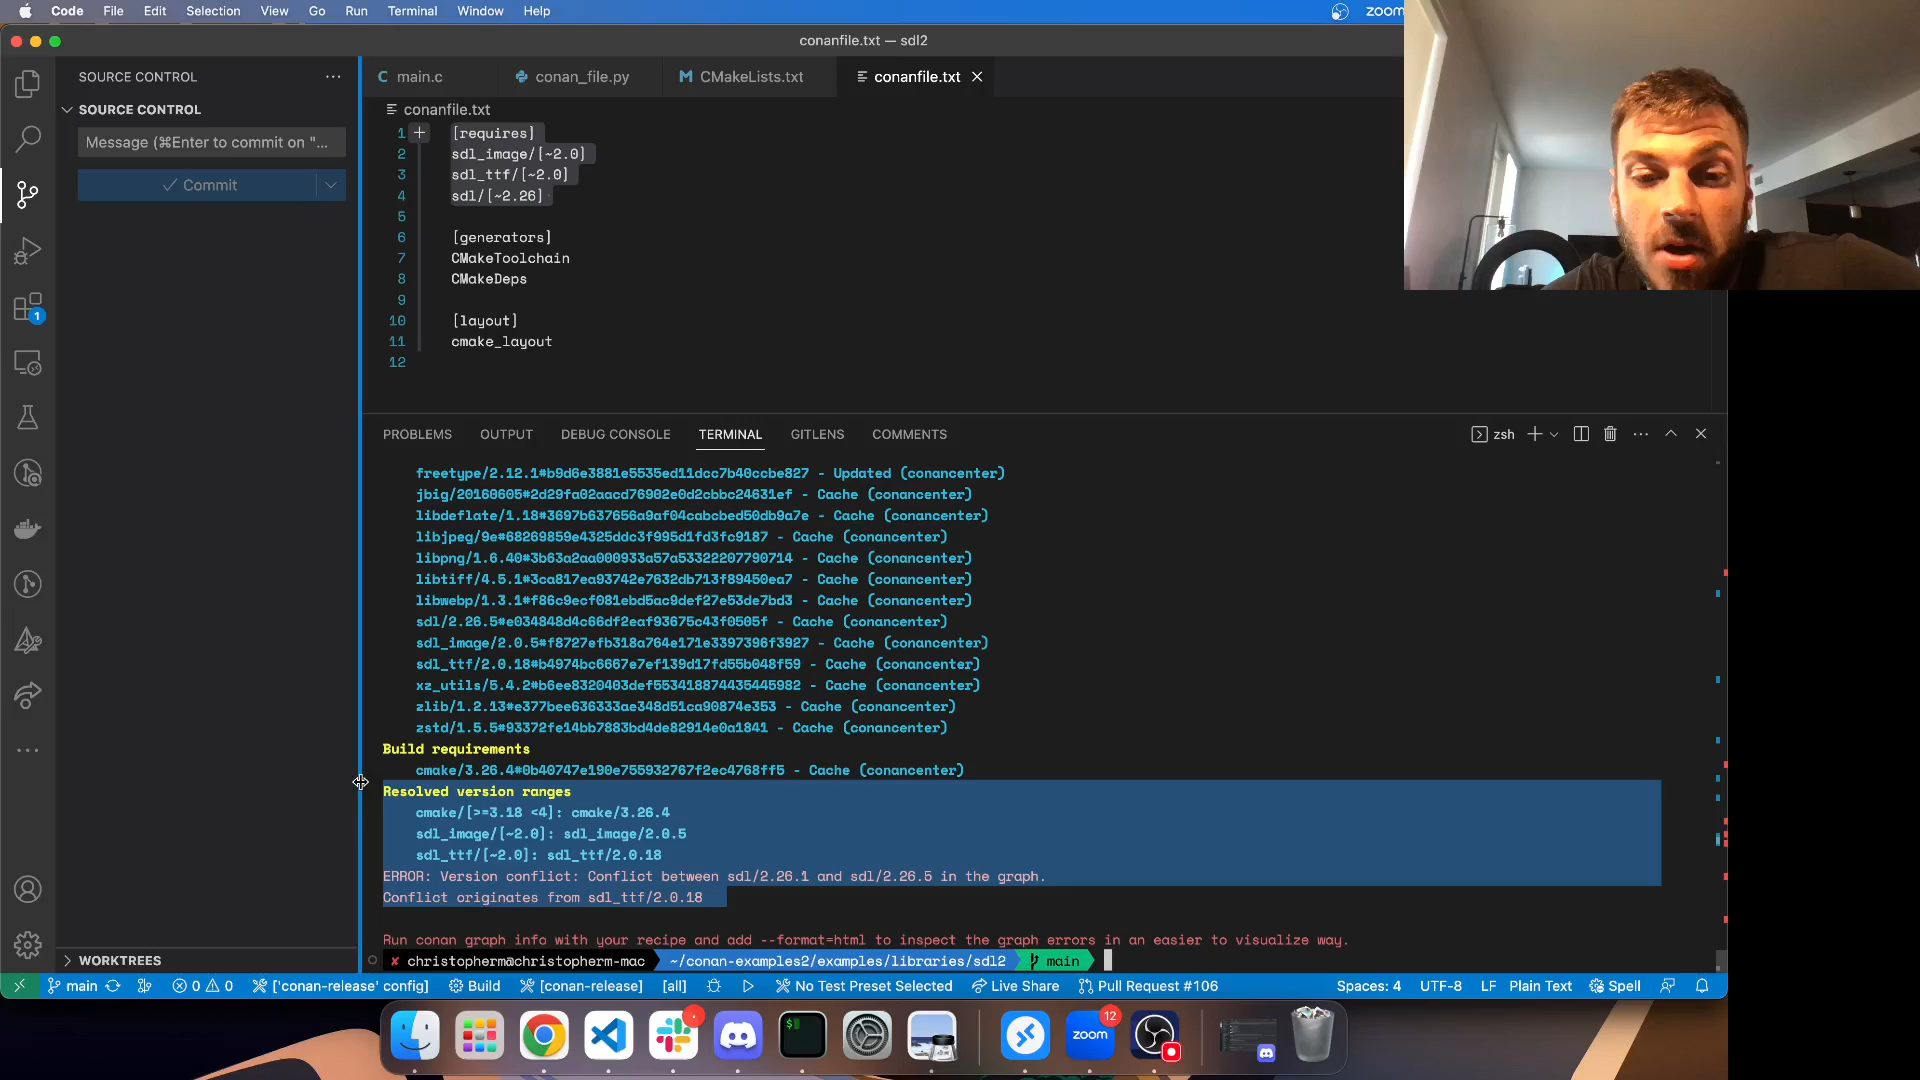 Code File Edit Selection View Go Run Terminal Window Help
zoom
conanfile.txt — sdl2
SOURCE CONTROL
SOURCE CONTROL
Message (⌘Enter to commit on "...
Commit
main.c
conan_file.py
CMakeLists.txt
conanfile.txt
conanfile.txt
1 [requires]
2 sdl_image/[~2.0]
3 sdl_ttf/[~2.0]
4 sdl/[~2.26]
5
6 [generators]
7 CMakeToolchain
8 CMakeDeps
9
10 [layout]
11 cmake_layout
12
PROBLEMS OUTPUT DEBUG CONSOLE TERMINAL GITLENS COMMENTS
zsh
freetype/2.12.1#b9d6e3881e5535ed11dcc7b40ccbe827 - Updated (conancenter)
jbig/20160605#2d29fa02aacd76902e0d2cbbc24631ef - Cache (conancenter)
libdeflate/1.18#3697b637656a9af04cabcbed50db9a7e - Cache (conancenter)
libjpeg/9e#68269859e4325ddc3f995d1fd3fc9187 - Cache (conancenter)
libpng/1.6.40#3b63a2aa000933a57a53322207790714 - Cache (conancenter)
libtiff/4.5.1#3ca817ea93742e7632db713f89450ea7 - Cache (conancenter)
libwebp/1.3.1#f86c9ecf081ebd5ac9def27e53de7bd3 - Cache (conancenter)
sdl/2.26.5#e034848d4c66df2eaf93675c43f0505f - Cache (conancenter)
sdl_image/2.0.5#f8727efb318a764e171e3397396f3927 - Cache (conancenter)
sdl_ttf/2.0.18#b4974bc6667e7ef139d17fd55b048f59 - Cache (conancenter)
xz_utils/5.4.2#b6ee8320403def553418874435445982 - Cache (conancenter)
zlib/1.2.13#e377bee636333ae348d51ca90874e353 - Cache (conancenter)
zstd/1.5.5#93372fe14bb7883bd4de82914e0a1841 - Cache (conancenter)
Build requirements
cmake/3.26.4#0b40747e190e755932767f2ec4768ff5 - Cache (conancenter)
Resolved version ranges
cmake/[>=3.18 <4]: cmake/3.26.4
sdl_image/[~2.0]: sdl_image/2.0.5
sdl_ttf/[~2.0]: sdl_ttf/2.0.18
ERROR: Version conflict: Conflict between sdl/2.26.1 and sdl/2.26.5 in the graph.
Conflict originates from sdl_ttf/2.0.18
Run conan graph info with your recipe and add --format=html to inspect the graph errors in an easier to visualize way.
✘ christopherm@christopherm-mac ~/conan-examples2/examples/libraries/sdl2 main
1
WORKTREES
main 0 0 ['conan-release' config] Build [conan-release] [all] No Test Preset Selected Live Share Pull Request #106 Spaces: 4 UTF-8 LF Plain Text Spell
zoom
12